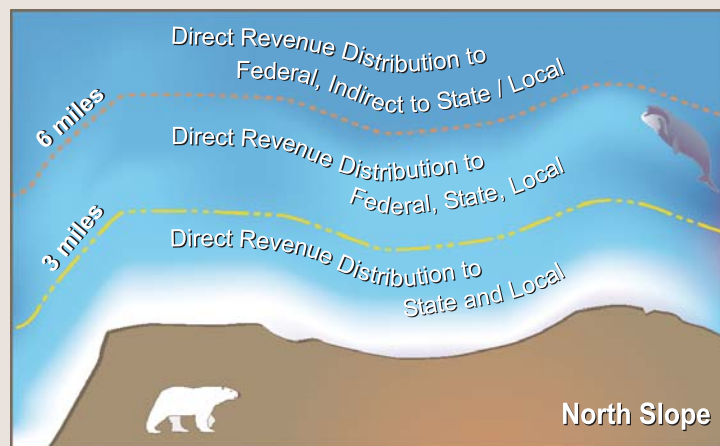 Direct Revenue Distribution to
Federal, Indirect to State / Local
6 miles
Direct Revenue Distribution to
Federal, State, Local
3 miles
Direct Revenue Distribution to
State and Local
North Slope